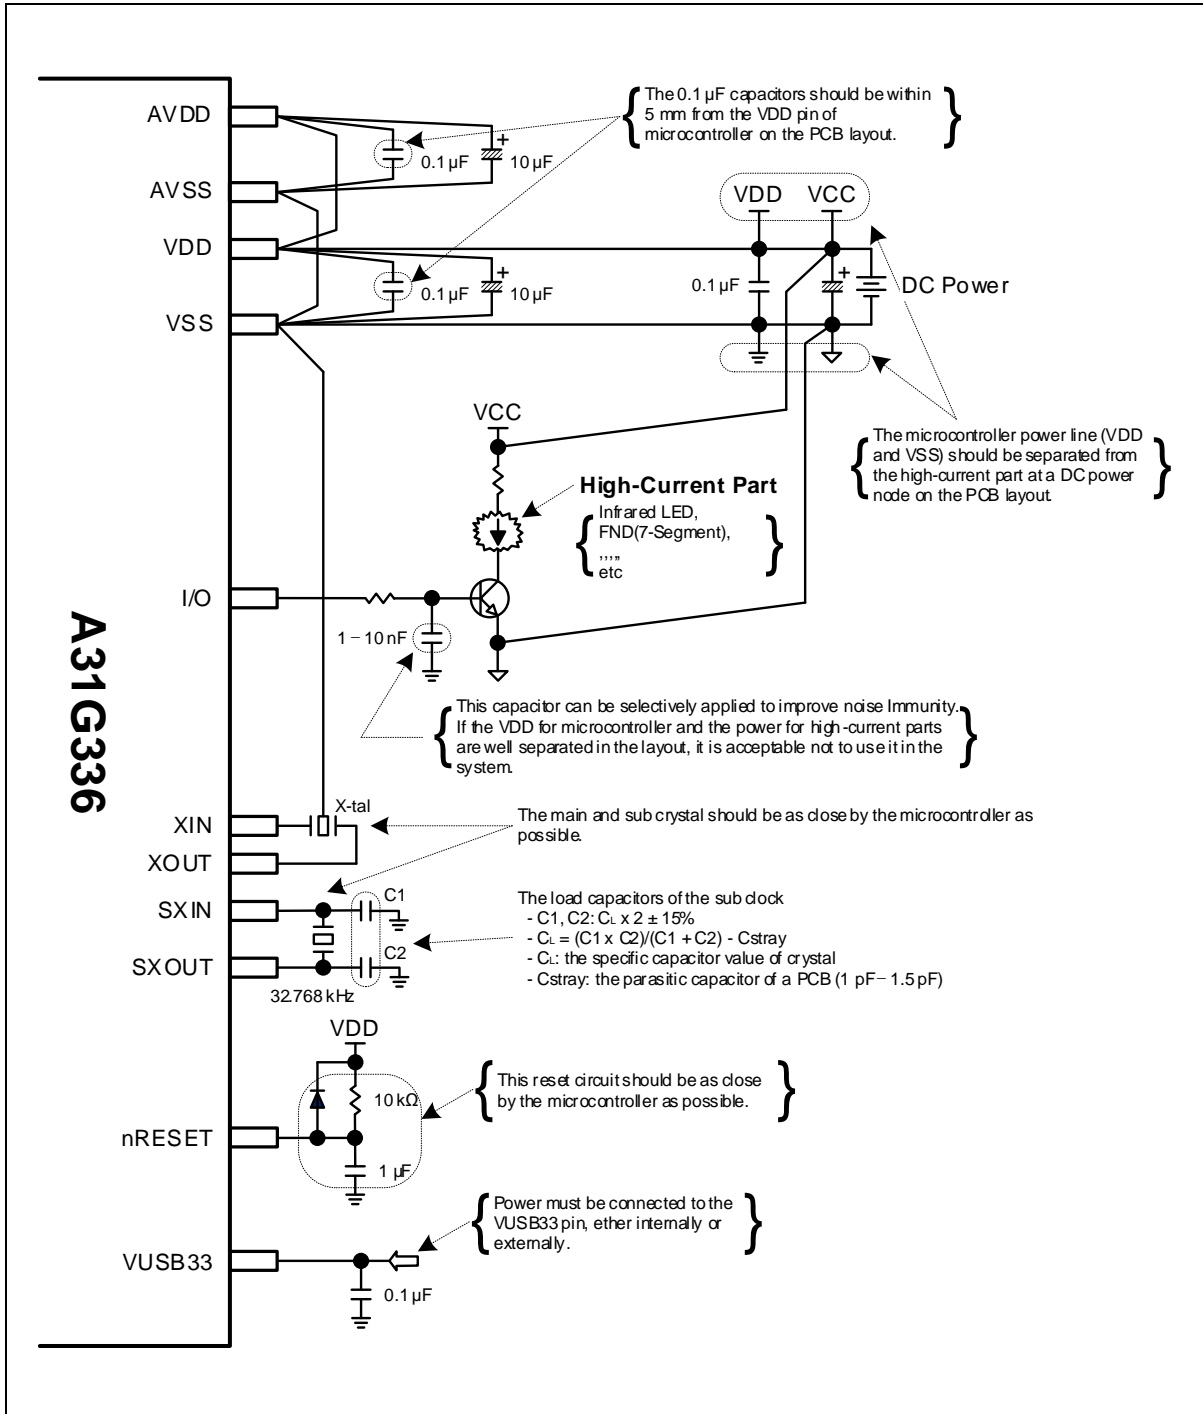 AVDD
AVSS
VDD
VSS
0.1 µF
10 µF
+
0.1 µF
10 µF
+
The 0.1 µF capacitors should be within
5 mm from the VDD pin of
microcontroller on the PCB layout.
VDD
VCC
0.1 µF
+
DC Power
The microcontroller power line (VDD
and VSS) should be separated from
the high-current part at a DC power
node on the PCB layout.
VCC
High-Current Part
Infrared LED,
FND(7-Segment),
,,,,,
etc
I/O
1 – 10 nF
This capacitor can be selectively applied to improve noise Immunity.
If the VDD for microcontroller and the power for high-current parts
are well separated in the layout, it is acceptable not to use it in the
system.
A31G336
XIN
XOUT
X-tal
The main and sub crystal should be as close by the microcontroller as
possible.
SXIN
SXOUT
C1
C2
32.768 kHz
The load capacitors of the sub clock
- C1, C2: CL x 2 ± 15%
- CL = (C1 x C2)/(C1 + C2) - Cstray
- CL: the specific capacitor value of crystal
- Cstray: the parasitic capacitor of a PCB (1 pF – 1.5 pF)
VDD
10 kΩ
nRESET
1 µF
This reset circuit should be as close
by the microcontroller as possible.
Power must be connected to the
VUSB33 pin, ether internally or
externally.
VUSB33
0.1 µF